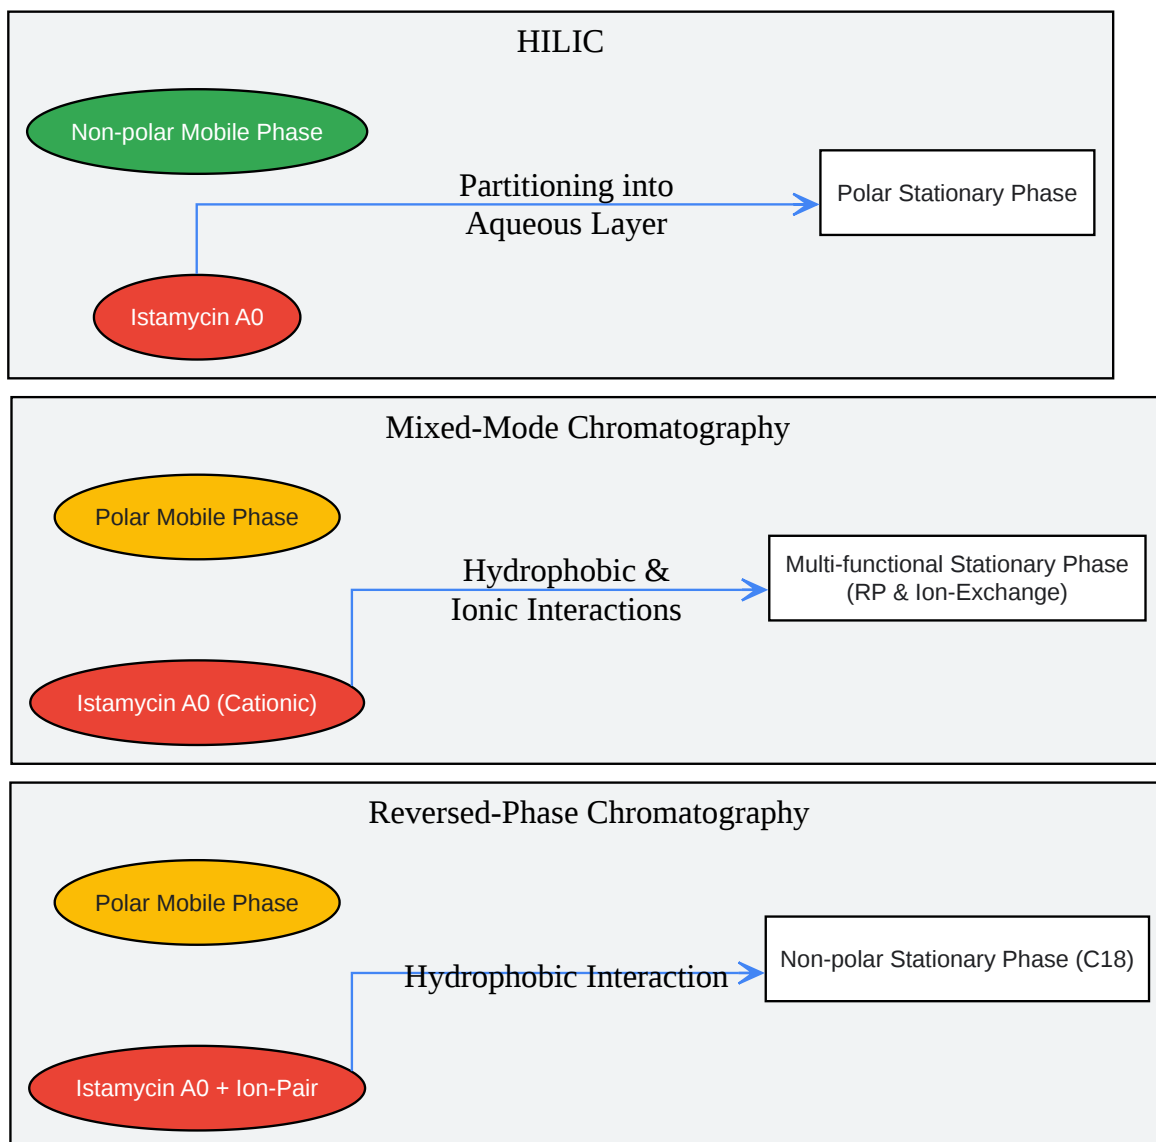 HILIC
Non-polar Mobile Phase
Partitioning into
Aqueous Layer
Polar Stationary Phase
Istamycin A0
Mixed-Mode Chromatography
Polar Mobile Phase
Hydrophobic &
Ionic Interactions
Multi-functional Stationary Phase
(RP & Ion-Exchange)
Istamycin A0 (Cationic)
Reversed-Phase Chromatography
Polar Mobile Phase
Hydrophobic Interaction
Non-polar Stationary Phase (C18)
Istamycin A0 + Ion-Pair